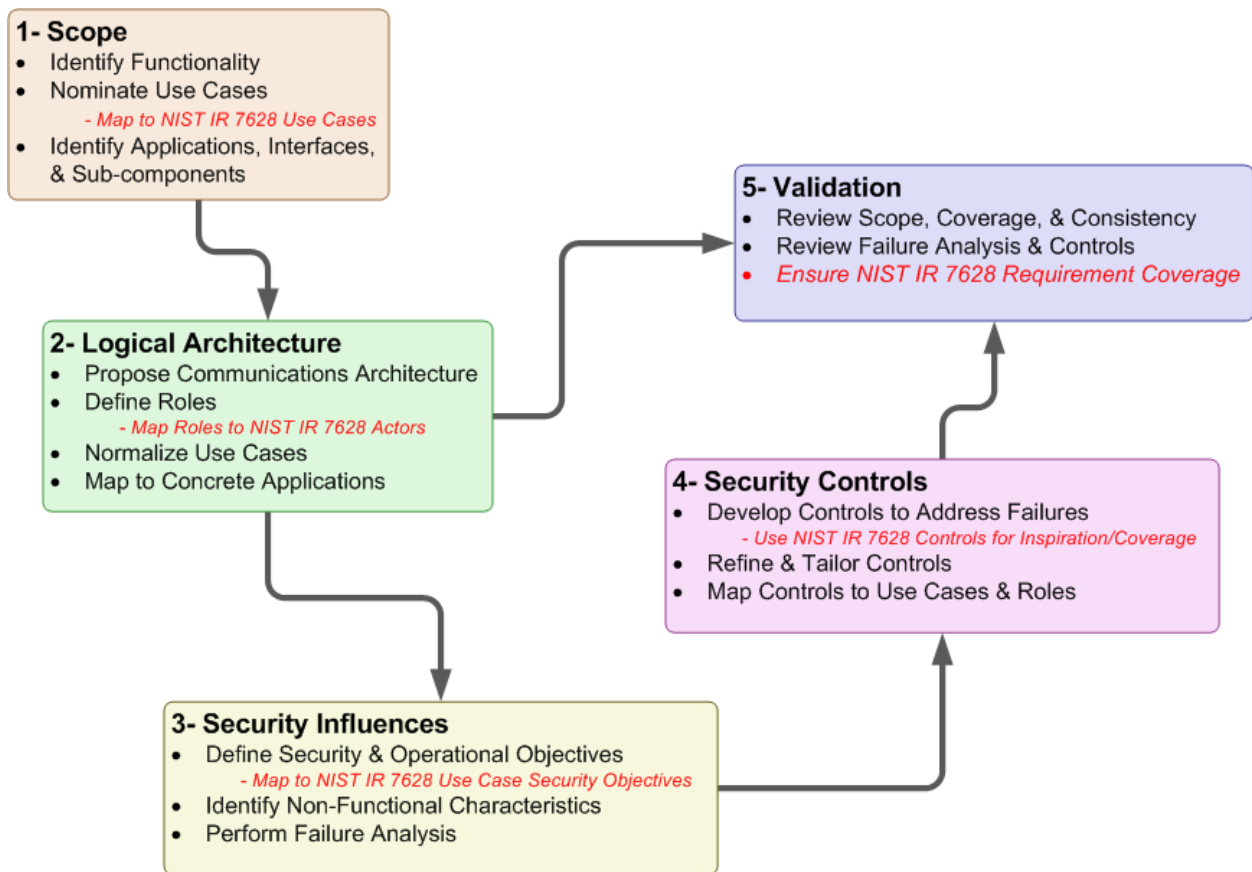 1- Scope
• Identify Functionality
• Nominate Use Cases
- Map to NIST IR 7628 Use Cases
• Identify Applications, Interfaces,
& Sub-components
2- Logical Architecture
• Propose Communications Architecture
• Define Roles
- Map Roles to NIST IR 7628 Actors
• Normalize Use Cases
• Map to Concrete Applications
3- Security Influences
• Define Security & Operational Objectives
- Map to NIST IR 7628 Use Case Security Objectives
• Identify Non-Functional Characteristics
• Perform Failure Analysis
4- Security Controls
• Develop Controls to Address Failures
- Use NIST IR 7628 Controls for Inspiration/Coverage
• Refine & Tailor Controls
• Map Controls to Use Cases & Roles
5- Validation
• Review Scope, Coverage, & Consistency
• Review Failure Analysis & Controls
• Ensure NIST IR 7628 Requirement Coverage